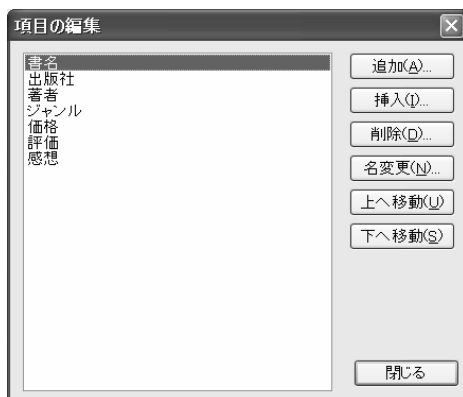 項目の編集
書名
出版社
著者
ジャンル
価格
評価
感想
追加(A)...
挿入(I)...
削除(D)...
名変更(N)...
上へ移動(U)
下へ移動(S)
閉じる